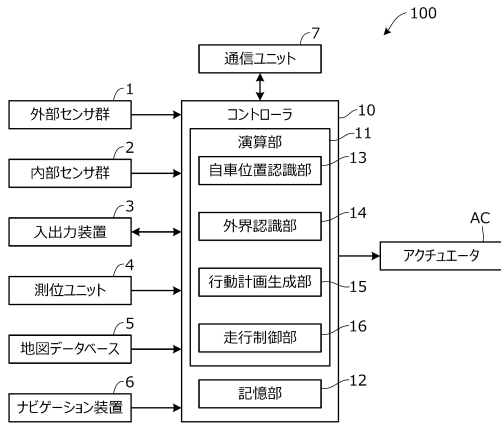 100
7
通信ユニット
1
外部センサ群
2
内部センサ群
3
入出力装置
4
測位ユニット
5
地図データベース
6
ナビゲーション装置
コントローラ
10
演算部
11
自車位置認識部
13
外界認識部
14
行動計画生成部
15
走行制御部
16
記憶部
12
AC
アクチュエータ